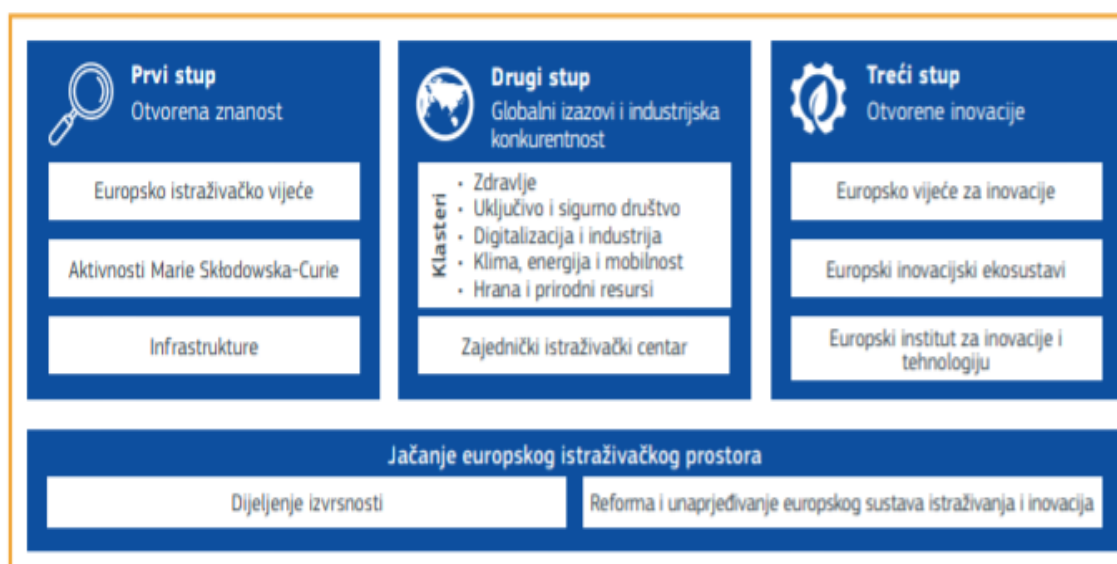 Prvi stup
Otvorena znanost
Europsko istraživačko vijeće
Aktivnosti Marie Skłodowska-Curie
Infrastrukture
Drugi stup
Globalni izazovi i industrijska
konkurentnost
Klasteri
• Zdravlje
• Uključivo i sigurno društvo
• Digitalizacija i industrija
• Klima, energija i mobilnost
• Hrana i prirodni resursi
Zajednički istraživački centar
Treći stup
Otvorene inovacije
Europsko vijeće za inovacije
Europski inovacijski ekosustavi
Europski institut za inovacije i
tehnologiju
Jačanje europskog istraživačkog prostora
Dijeljenje izvrsnosti
Reforma i unaprjeđivanje europskog sustava istraživanja i inovacija